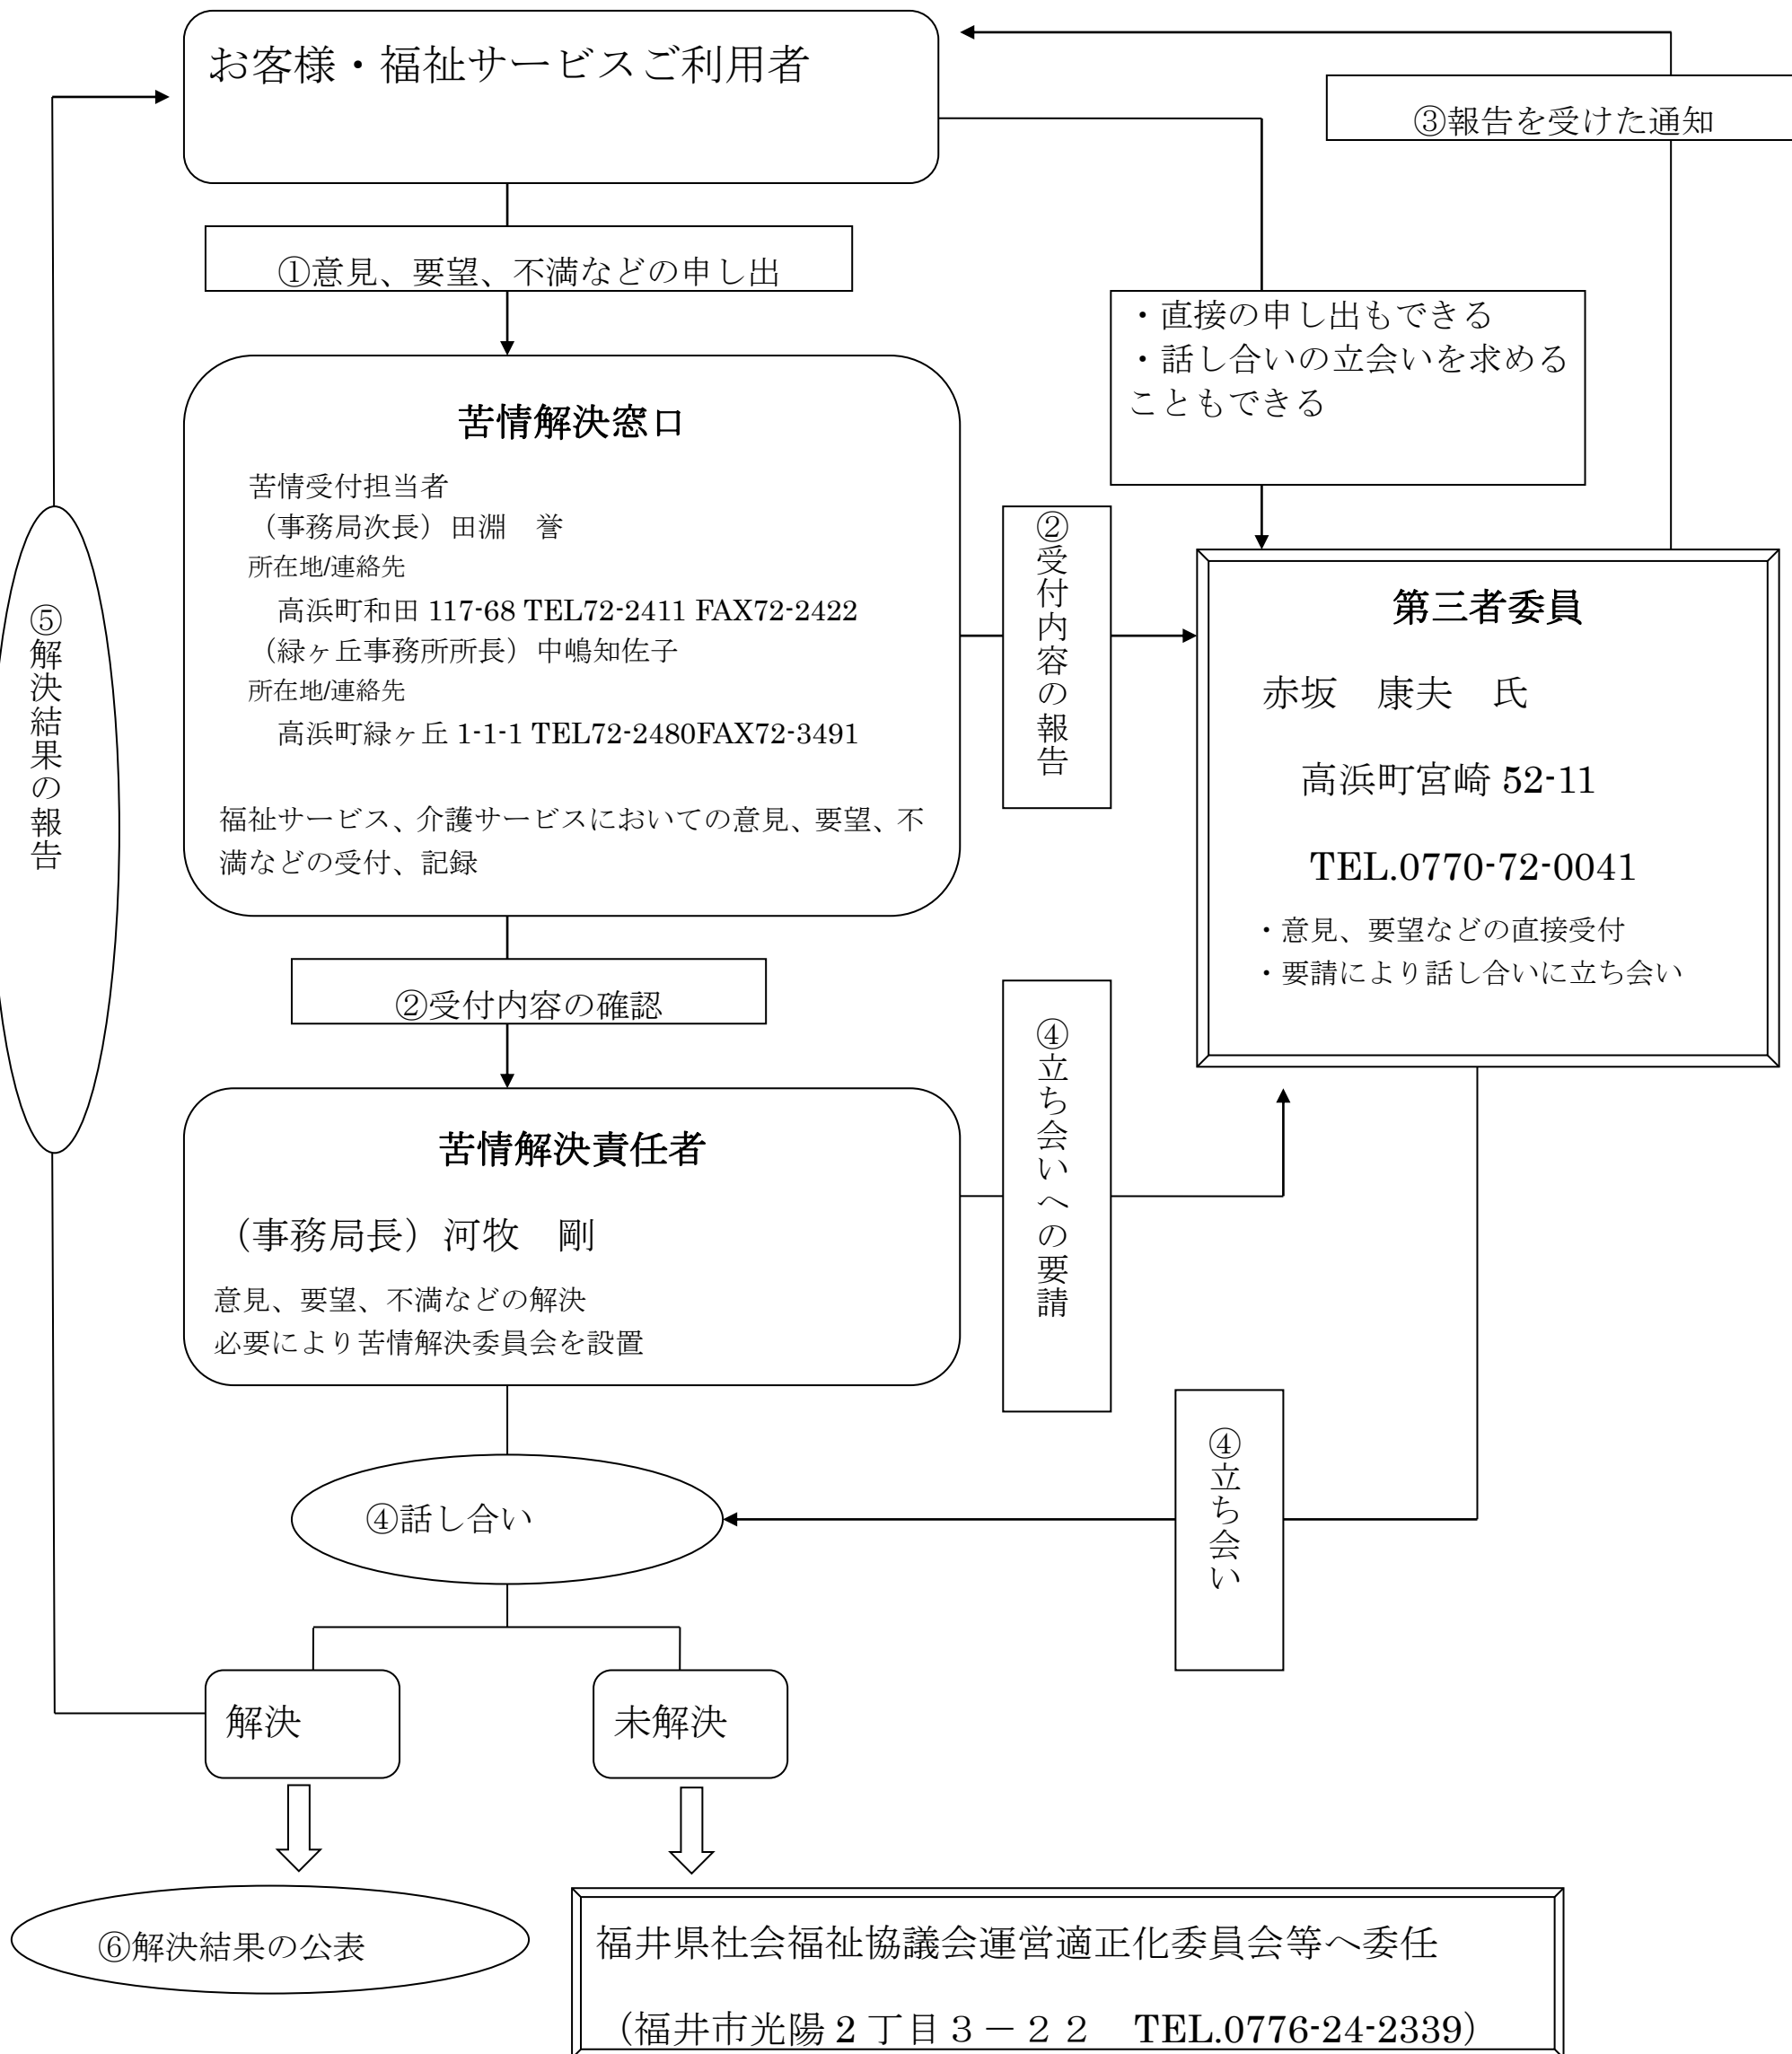 お客様・福祉サービスご利用者
③報告を受けた通知
①意見、要望、不満などの申し出
・直接の申し出もできる
・話し合いの立会いを求める
こともできる
苦情解決窓口
苦情受付担当者
（事務局次長）田淵　誉
所在地/連絡先
高浜町和田 117-68 TEL72-2411 FAX72-2422
（緑ヶ丘事務所所長）中嶋知佐子
所在地/連絡先
高浜町緑ヶ丘 1-1-1 TEL72-2480FAX72-3491
福祉サービス、介護サービスにおいての意見、要望、不
満などの受付、記録
②受付内容の報告
第三者委員
赤坂　康夫　氏
高浜町宮崎 52-11
TEL.0770-72-0041
・意見、要望などの直接受付
・要請により話し合いに立ち会い
⑤解決結果の報告
②受付内容の確認
苦情解決責任者
（事務局長）河牧　剛
意見、要望、不満などの解決
必要により苦情解決委員会を設置
④立ち会いへの要請
④話し合い
④立ち会い
解決
未解決
⑥解決結果の公表
福井県社会福祉協議会運営適正化委員会等へ委任
（福井市光陽 2 丁目３－２２　TEL.0776-24-2339）